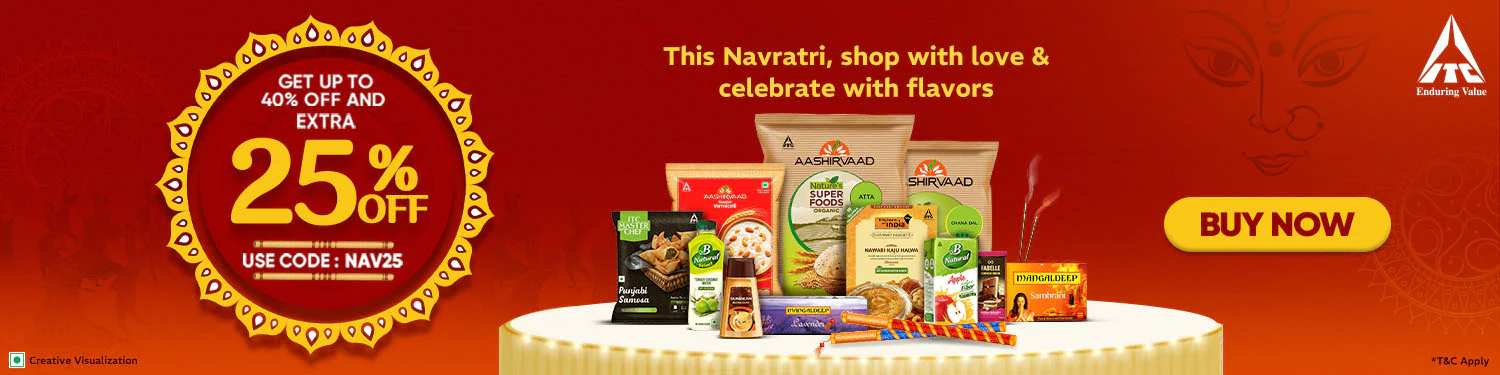 GET UP TO
40% OFF AND
EXTRA
25%
OFF
USE CODE: NAV25
This Navratri, shop with love &
celebrate with flavors
ITC
Enduring Value
BUY NOW
AASHIRVAAD
Nature's
SUPER
FOODS
ORGANIC
ATTA
AASHIRVAAD
Vermicelli
SHIRVAAD
CHANA DAL
ITC
MASTER
CHEF
Punjabi
Samosa
B
Natural
SUNBEAN
MANGALDEEP
Lavender
Kitchens of
INDIA
NAWABI KAJU HALWA
B
Natural
Apple
Fiber
FABELLE
MANGALDEEP
Sambrani
Creative Visualization
*T&C Apply